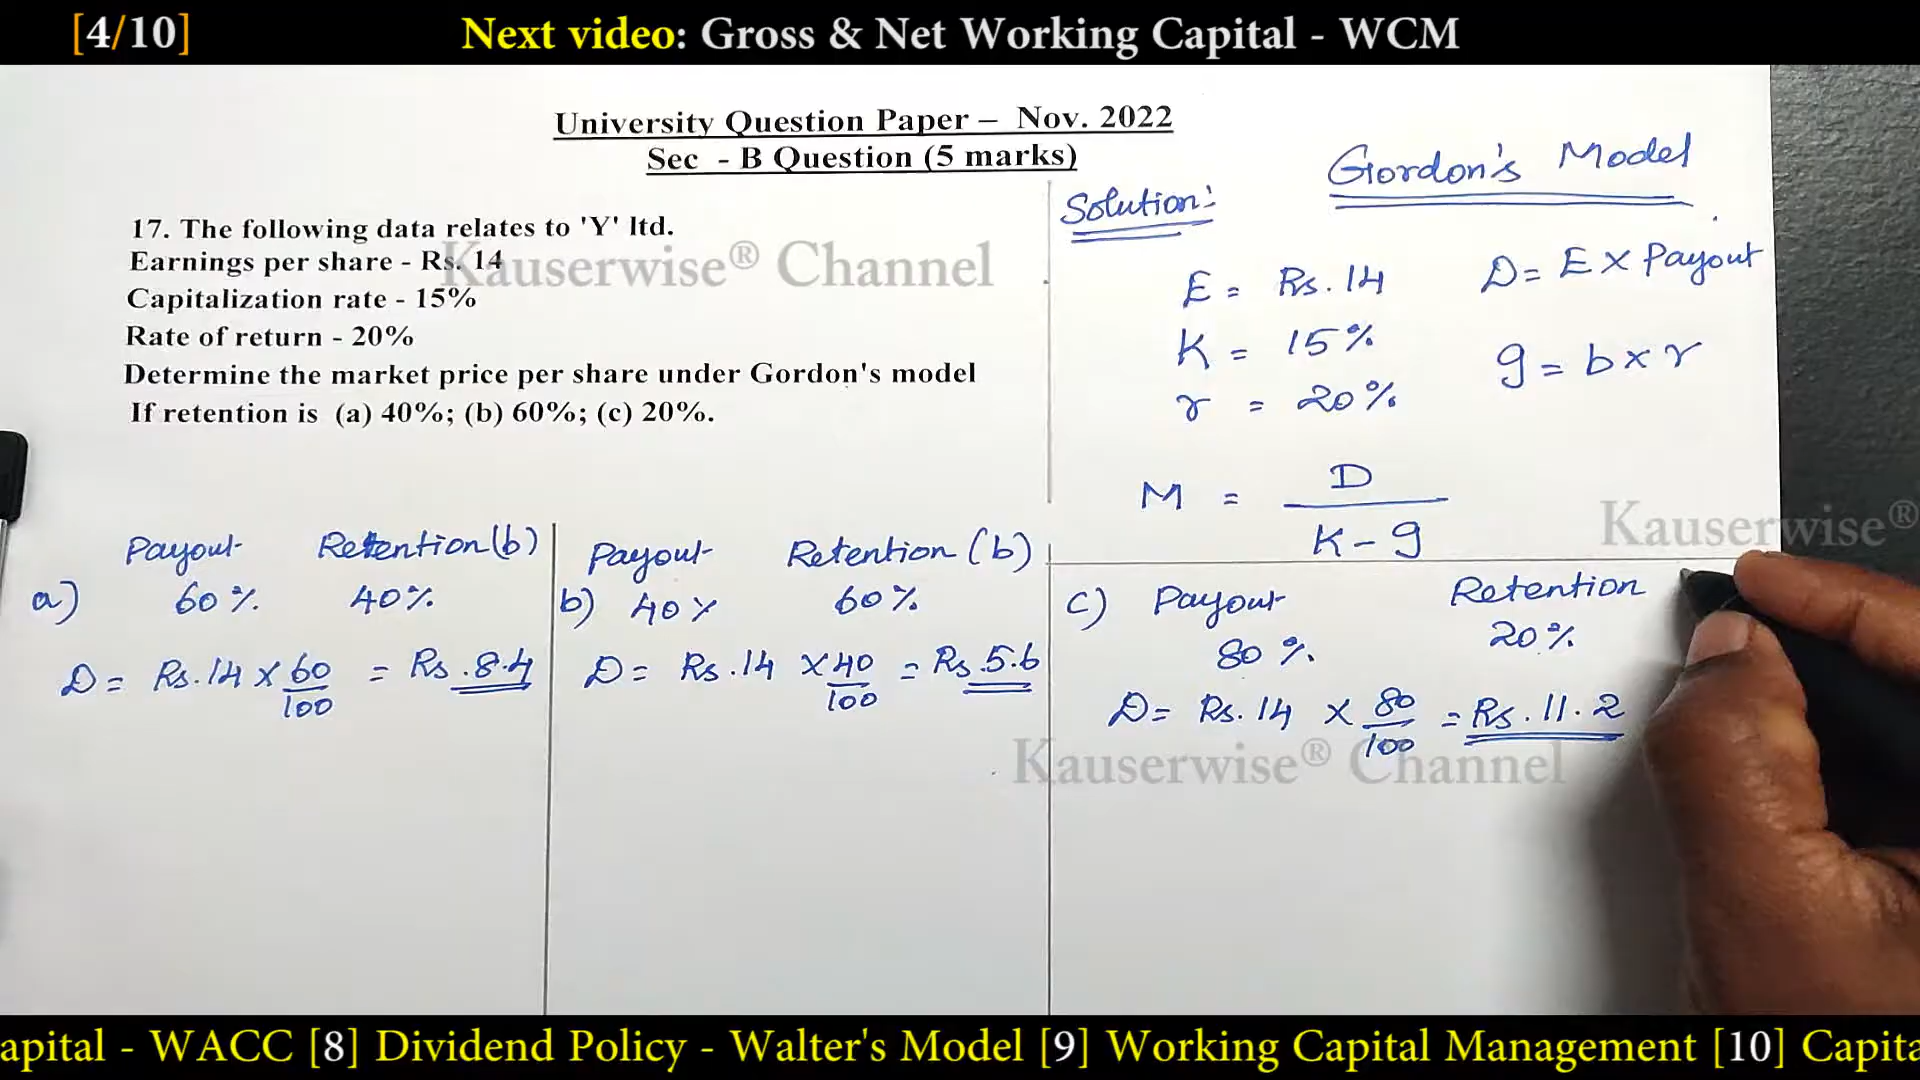 [4/10]
Next video: Gross & Net Working Capital - WCM
University Question Paper – Nov. 2022
Sec - B Question (5 marks)
17. The following data relates to 'Y' ltd.
Earnings per share - Rs. 14
Capitalization rate - 15%
Rate of return - 20%
Determine the market price per share under Gordon's model
If retention is (a) 40%; (b) 60%; (c) 20%.
Kauserwise® Channel
Solution:
Gordon's Model
E = Rs. 14
D = E x Payout
K = 15%
g = b x r
r = 20%
M = D / K - g
Kauserwise®
a) Payout Retention (b)
60% 40%
D = Rs. 14 x 60/100 = Rs. 8.4
b) Payout Retention (b)
40% 60%
D = Rs. 14 x 40/100 = Rs. 5.6
c) Payout Retention
80% 20%
D = Rs. 14 x 80/100 = Rs. 11.2
Kauserwise® Channel
apital - WACC [8] Dividend Policy - Walter's Model [9] Working Capital Management [10] Capita